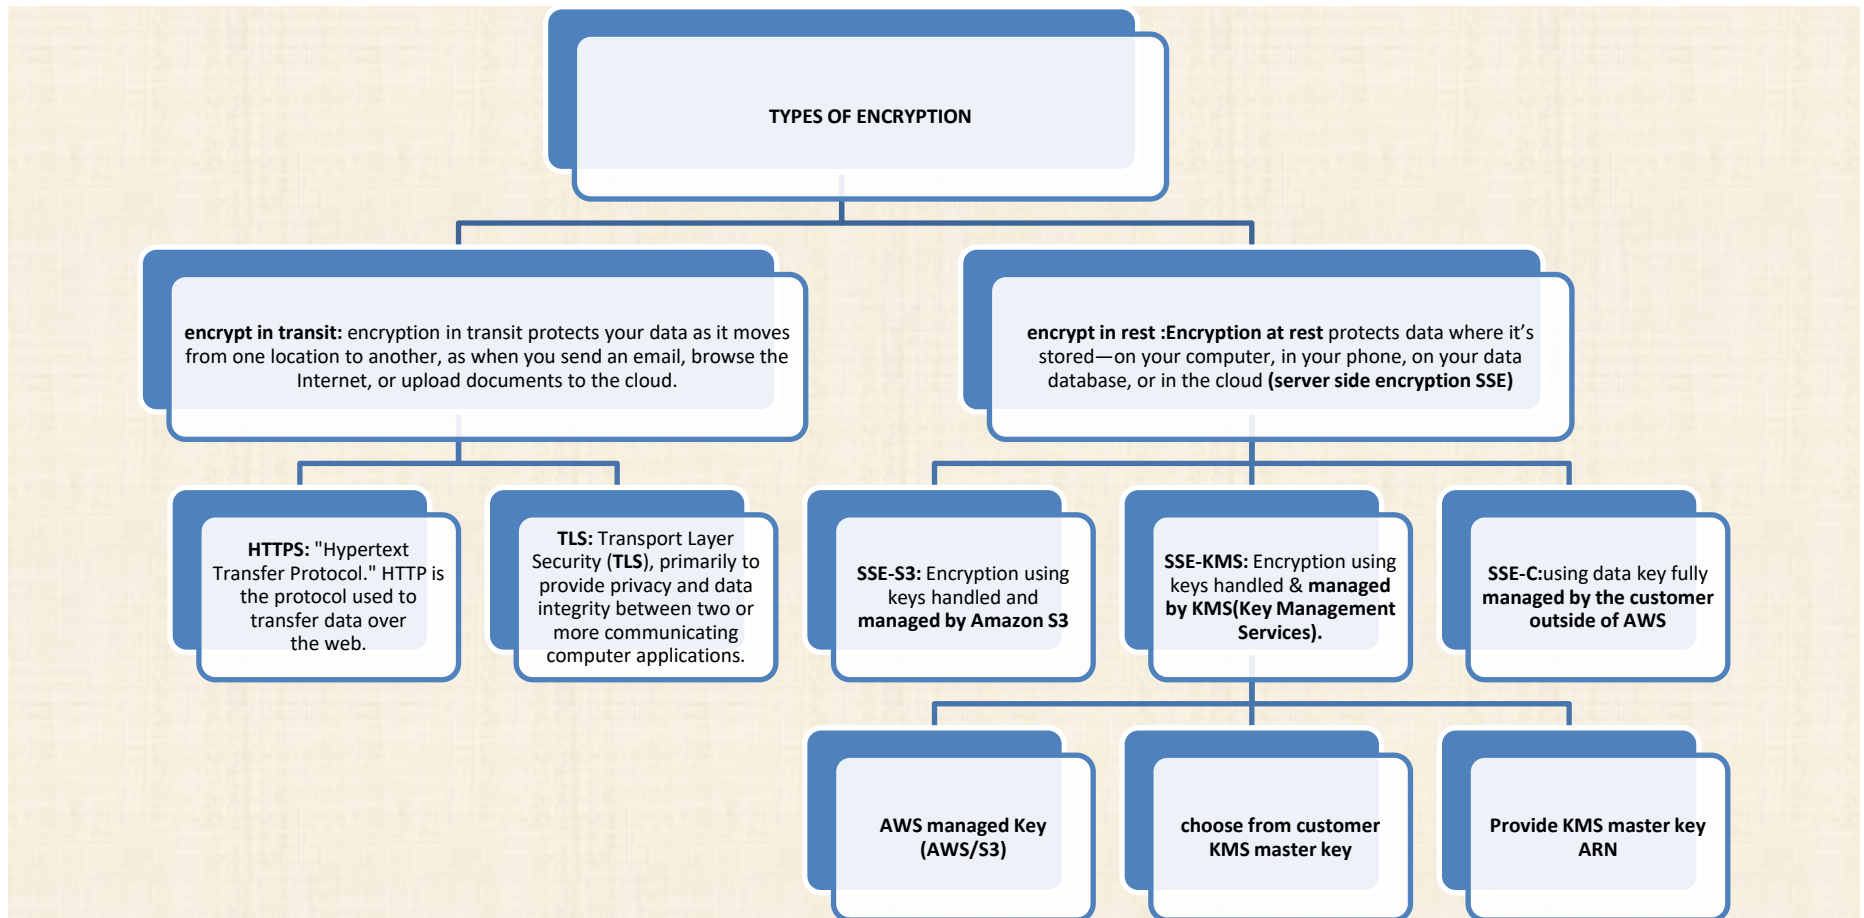 TYPES OF ENCRYPTION
encrypt in transit: encryption in transit protects your data as it moves
from one location to another, as when you send an email, browse the
Internet, or upload documents to the cloud.
encrypt in rest :Encryption at rest protects data where it’s
stored—on your computer, in your phone, on your data
database, or in the cloud (server side encryption SSE)
HTTPS: "Hypertext
Transfer Protocol." HTTP is
the protocol used to
transfer data over
the web.
TLS: Transport Layer
Security (TLS), primarily to
provide privacy and data
integrity between two or
more communicating
computer applications.
SSE-S3: Encryption using
keys handled and
managed by Amazon S3
SSE-KMS: Encryption using
keys handled & managed
by KMS(Key Management
Services).
SSE-C:using data key fully
managed by the customer
outside of AWS
AWS managed Key
(AWS/S3)
choose from customer
KMS master key
Provide KMS master key
ARN